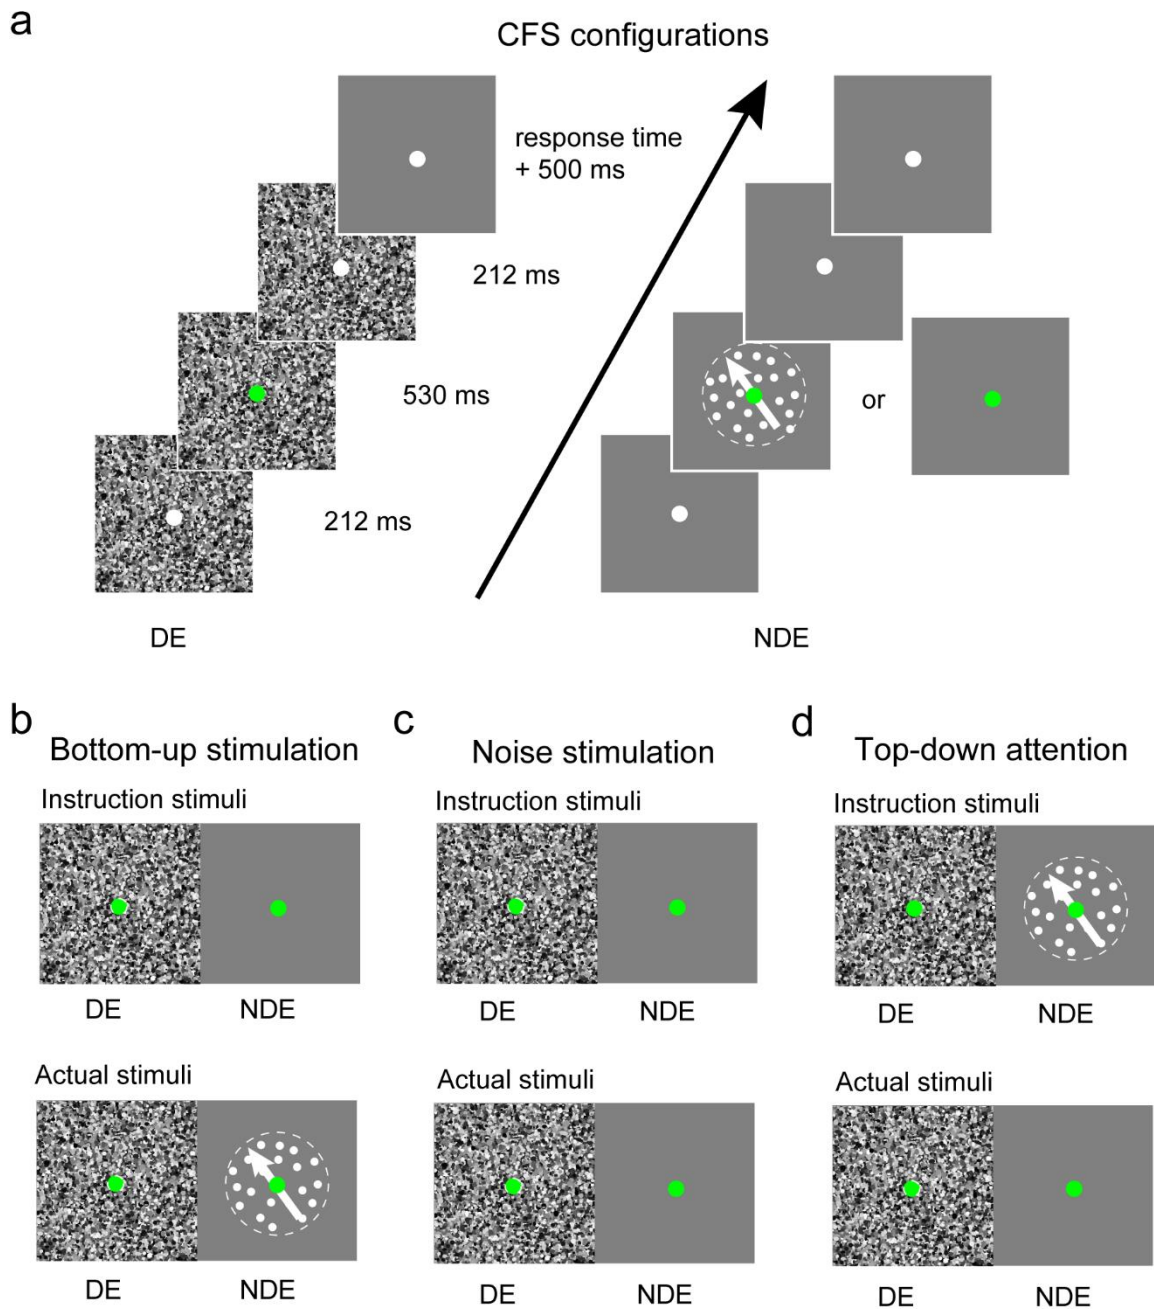 a
CFS configurations
response time
+ 500 ms
212 ms
530 ms
or
212 ms
DE
NDE
b
Bottom-up stimulation
Instruction stimuli
DE
NDE
Actual stimuli
DE
NDE
c
Noise stimulation
Instruction stimuli
DE
NDE
Actual stimuli
DE
NDE
d
Top-down attention
Instruction stimuli
DE
NDE
Actual stimuli
DE
NDE